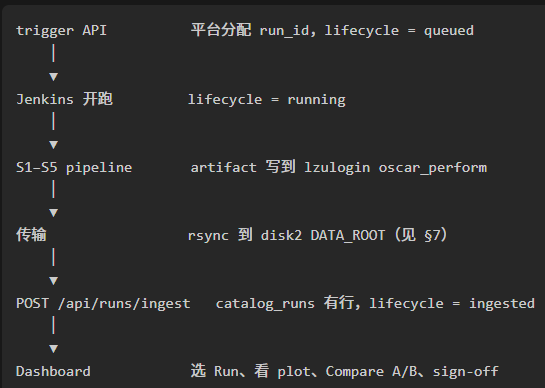 trigger API 平台分配 run_id，lifecycle = queued
Jenkins 开跑 lifecycle = running
S1–S5 pipeline artifact 写到 lzulogin oscar_perform
传输 rsync 到 disk2 DATA_ROOT（见 §7）
POST /api/runs/ingest catalog_runs 有行，lifecycle = ingested
Dashboard 选 Run、看 plot、Compare A/B、sign-off